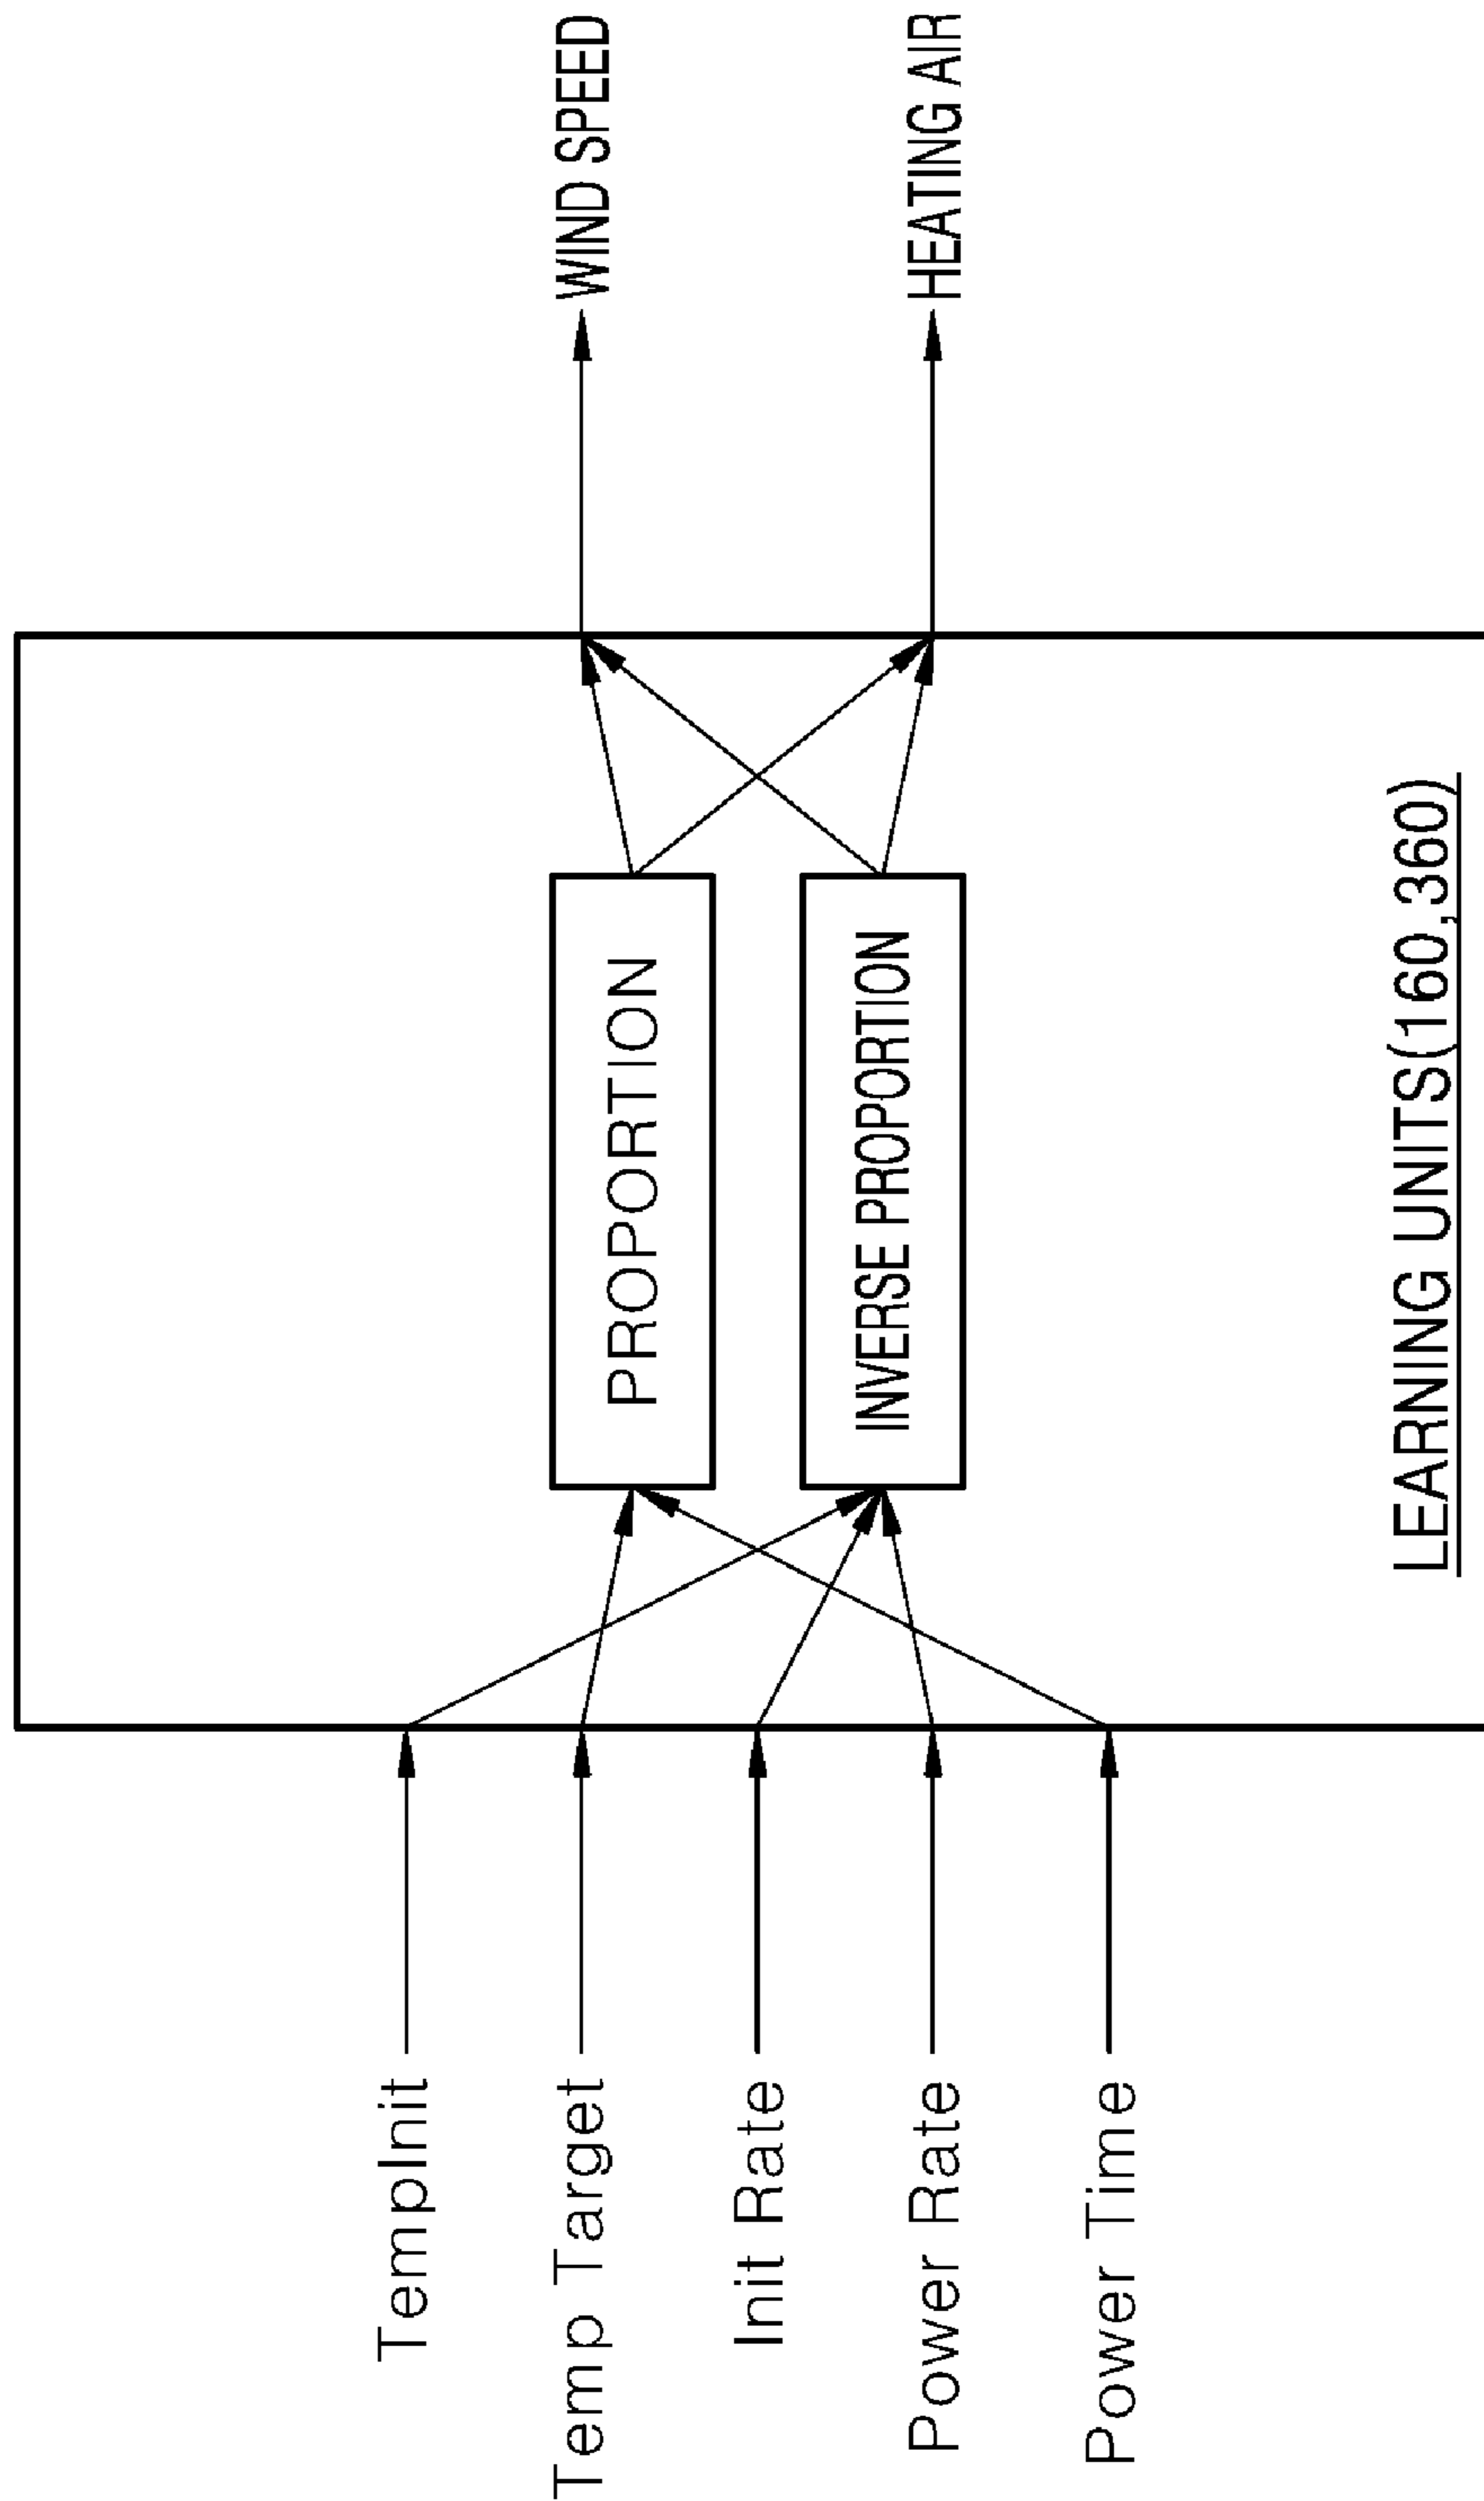 TempInit
Temp Target
Init Rate
Power Rate
Power Time
PROPORTION
INVERSE PROPORTION
WIND SPEED
HEATING AIR
LEARNING UNITS(160,360)